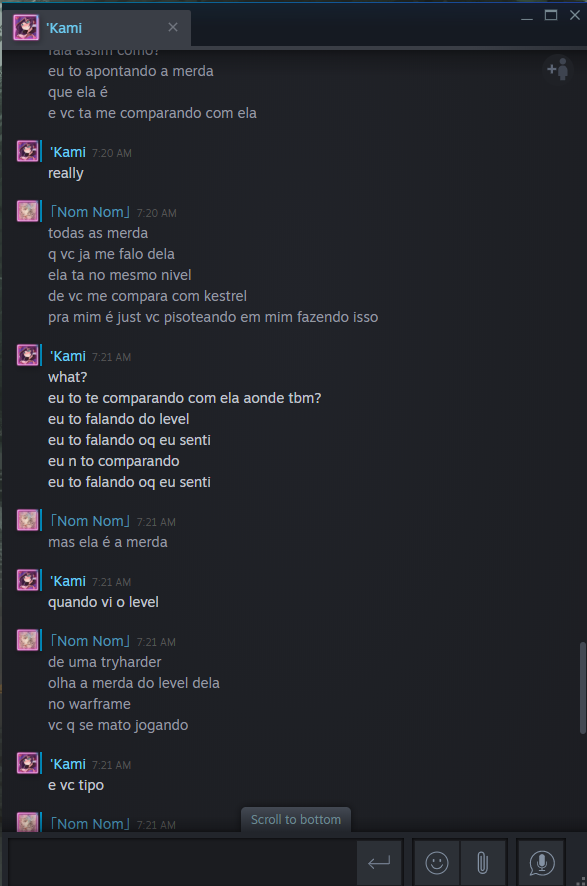 'Kami
fala assim como?
eu to apontando a merda
que ela é
e vc ta me comparando com ela
'Kami 7:20 AM
really
「Nom Nom」 7:20 AM
todas as merda
q vc ja me falo dela
ela ta no mesmo nivel
de vc me compara com kestrel
pra mim é just vc pisoteando em mim fazendo isso
'Kami 7:21 AM
what?
eu to te comparando com ela aonde tbm?
eu to falando do level
eu to falando oq eu senti
eu n to comparando
eu to falando oq eu senti
「Nom Nom」 7:21 AM
mas ela é a merda
'Kami 7:21 AM
quando vi o level
「Nom Nom」 7:21 AM
de uma tryharder
olha a merda do level dela
no warframe
vc q se mato jogando
'Kami 7:21 AM
e vc tipo
Scroll to bottom
「Nom Nom」 7:21 AM